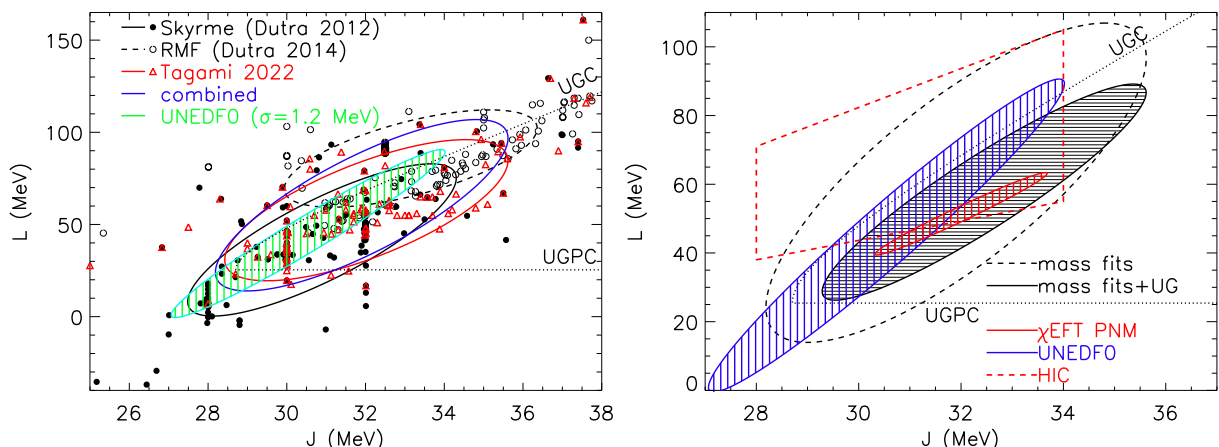 150
100
50
0
L (MeV)
Skyrme (Dutra 2012)
RMF (Dutra 2014)
Tagami 2022
combined
UNEDF0 (σ=1.2 MeV)
UGC
UGPC
26 28 30 32 34 36 38
J (MeV)
100
80
60
40
20
0
L (MeV)
UGC
mass fits
mass fits+UG
UGPC
χEFT PNM
UNEDF0
HIC
28 30 32 34 36
J (MeV)